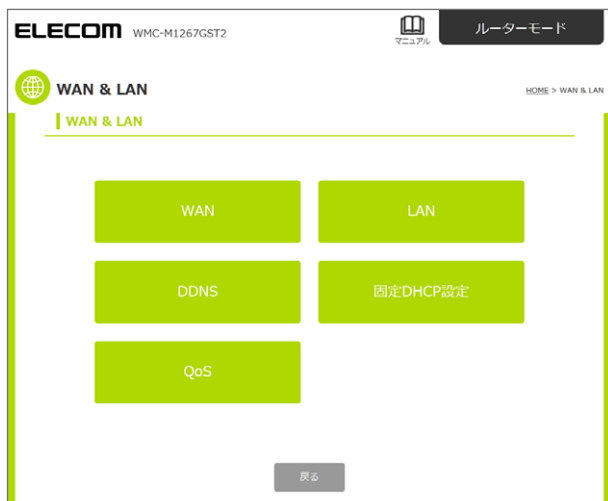 ELECOM WMC-M1267GST2
マニュアル
ルーターモード
WAN & LAN
HOME > WAN & LAN
WAN & LAN
WAN
LAN
DDNS
固定DHCP設定
QoS
戻る